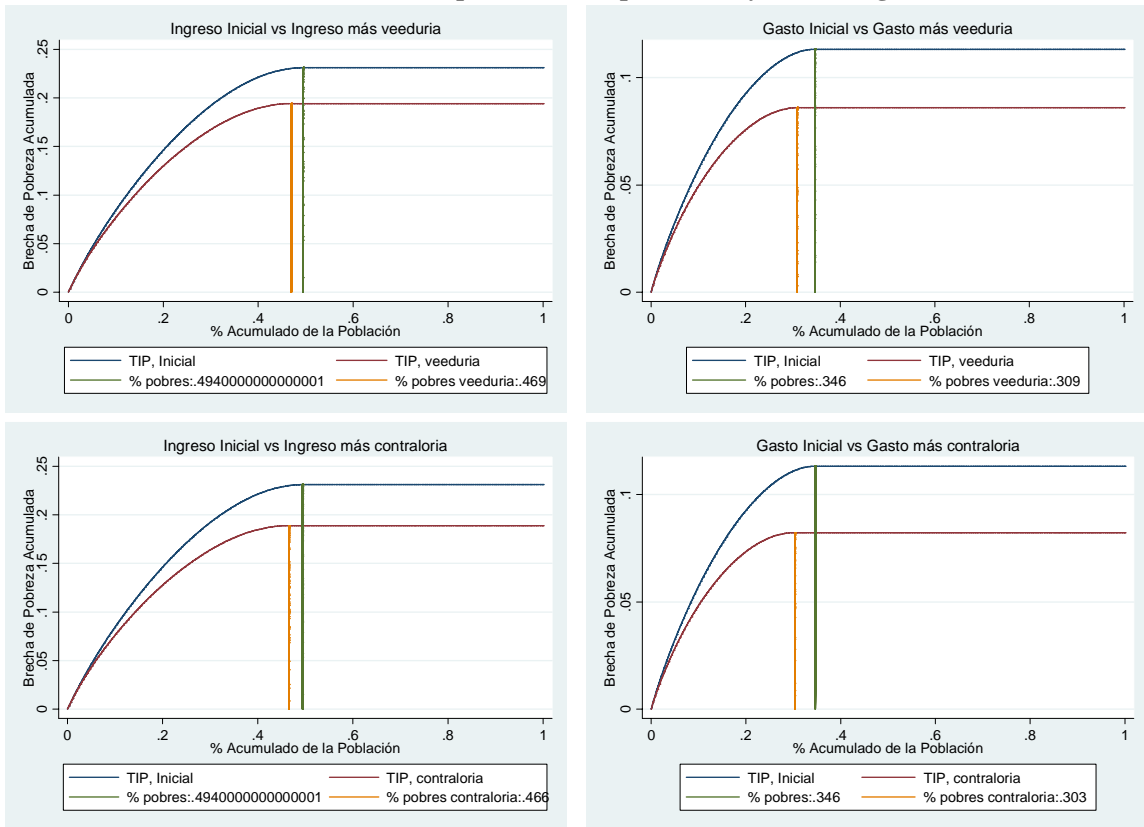 Ingreso Inicial vs Ingreso más veeduria
Brecha de Pobreza Acumulada
.25
.2
.15
.1
.05
0
0 .2 .4 .6 .8 1
% Acumulado de la Población
TIP, Inicial
TIP, veeduria
% pobres:.4940000000000001
% pobres veeduria:.469
Gasto Inicial vs Gasto más veeduria
Brecha de Pobreza Acumulada
.1
.05
0
0 .2 .4 .6 .8 1
% Acumulado de la Población
TIP, Inicial
TIP, veeduria
% pobres:.346
% pobres veeduria:.309
Ingreso Inicial vs Ingreso más contraloria
Brecha de Pobreza Acumulada
.25
.2
.15
.1
.05
0
0 .2 .4 .6 .8 1
% Acumulado de la Población
TIP, Inicial
TIP, contraloria
% pobres:.4940000000000001
% pobres contraloria:.466
Gasto Inicial vs Gasto más contraloria
Brecha de Pobreza Acumulada
.1
.05
0
0 .2 .4 .6 .8 1
% Acumulado de la Población
TIP, Inicial
TIP, contraloria
% pobres:.346
% pobres contraloria:.303